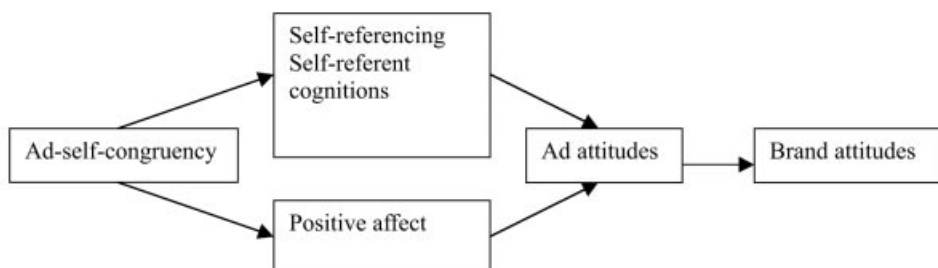 Self-referencing
Self-referent
cognitions
Ad-self-congruency
Ad attitudes
Brand attitudes
Positive affect